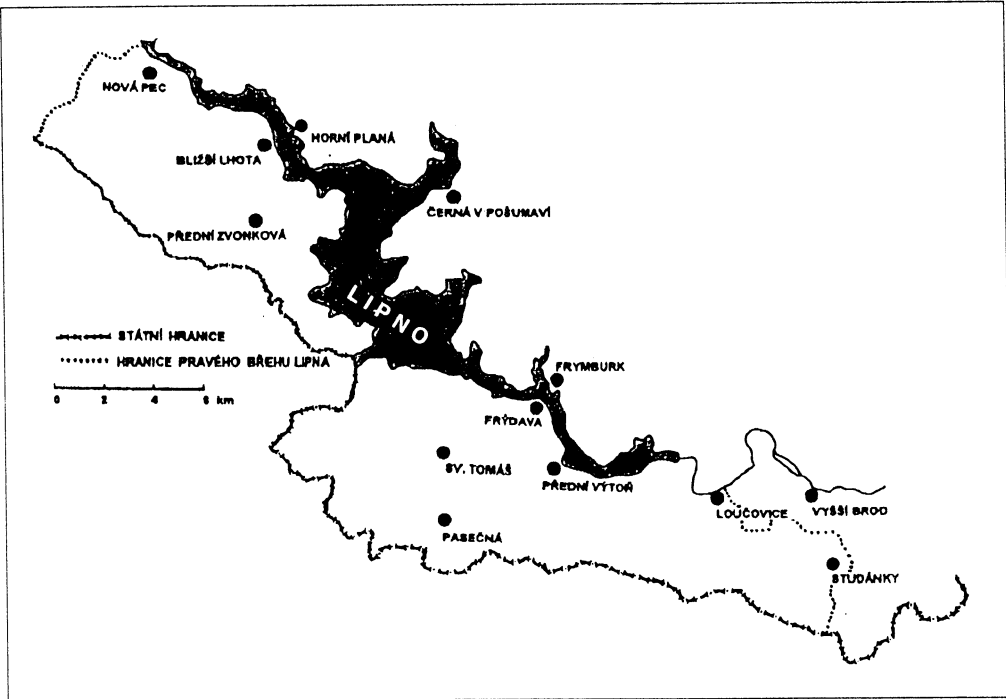 NOVÁ PEC
HORNÍ PLANÁ
BLIŽŠÍ LHOTA
ČERNÁ V POŠUMAVÍ
PŘEDNÍ ZVONKOVÁ
LIPNO
STÁTNÍ HRANICE
HRANICE PRAVÉHO BŘEHU LIPNA
0 2 4 6 km
FRYMBURK
FRÝDAVA
SV. TOMÁŠ
PŘEDNÍ VÝTOŇ
LOUČOVICE
VYŠŠÍ BROD
PASEČNÁ
STUDÁNKY